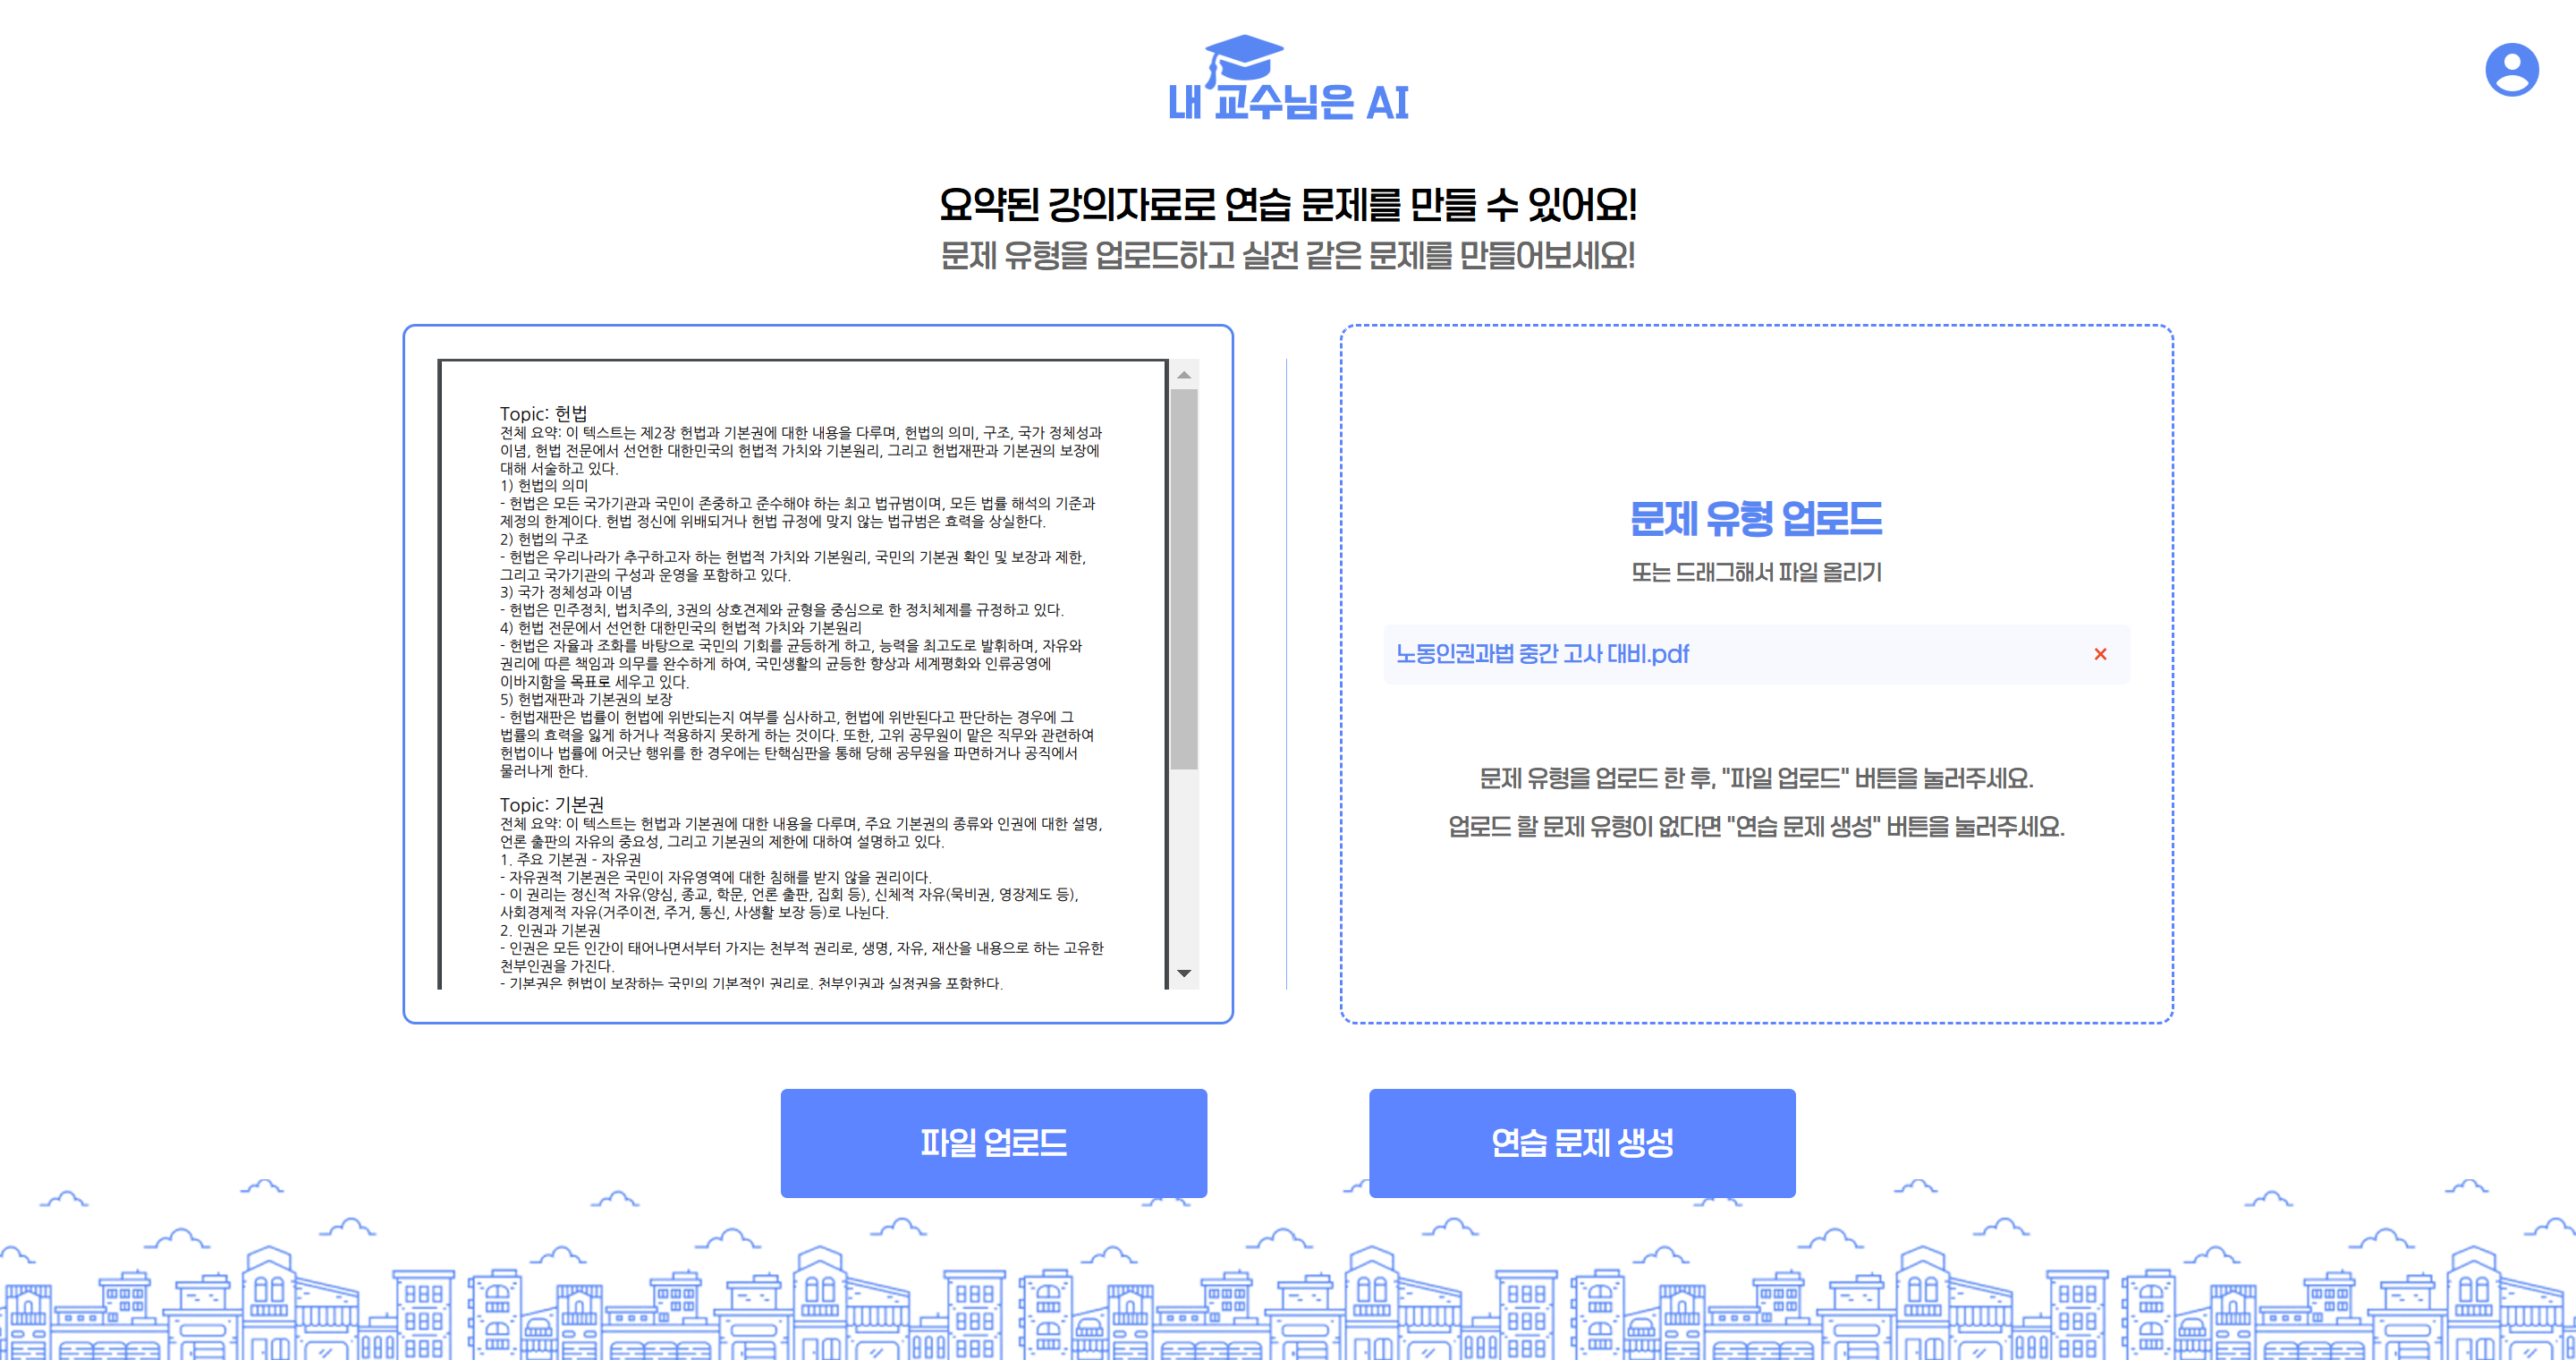 내 교수님은 AI
요약된 강의자료로 연습 문제를 만들 수 있어요!
문제 유형을 업로드하고 실전 같은 문제를 만들어보세요!
Topic: 헌법
전체 요약: 이 텍스트는 제2장 헌법과 기본권에 대한 내용을 다루며, 헌법의 의미, 구조, 국가 정체성과
이념, 헌법 전문에서 선언한 대한민국의 헌법적 가치와 기본원리, 그리고 헌법재판과 기본권의 보장에
대해 서술하고 있다.
1) 헌법의 의미
- 헌법은 모든 국가기관과 국민이 존중하고 준수해야 하는 최고 법규범이며, 모든 법률 해석의 기준과
제정의 한계이다. 헌법 정신에 위배되거나 헌법 규정에 맞지 않는 법규범은 효력을 상실한다.
2) 헌법의 구조
- 헌법은 우리나라가 추구하고자 하는 헌법적 가치와 기본원리, 국민의 기본권 확인 및 보장과 제한,
그리고 국가기관의 구성과 운영을 포함하고 있다.
3) 국가 정체성과 이념
- 헌법은 민주정치, 법치주의, 3권의 상호견제와 균형을 중심으로 한 정치체제를 규정하고 있다.
4) 헌법 전문에서 선언한 대한민국의 헌법적 가치와 기본원리
- 헌법은 자율과 조화를 바탕으로 국민의 기회를 균등하게 하고, 능력을 최고도로 발휘하며, 자유와
권리에 따른 책임과 의무를 완수하게 하여, 국민생활의 균등한 향상과 세계평화와 인류공영에
이바지함을 목표로 세우고 있다.
5) 헌법재판과 기본권의 보장
- 헌법재판은 법률이 헌법에 위반되는지 여부를 심사하고, 헌법에 위반된다고 판단하는 경우에 그
법률의 효력을 잃게 하거나 적용하지 못하게 하는 것이다. 또한, 고위 공무원이 맡은 직무와 관련하여
헌법이나 법률에 어긋난 행위를 한 경우에는 탄핵심판을 통해 당해 공무원을 파면하거나 공직에서
물러나게 한다.
Topic: 기본권
전체 요약: 이 텍스트는 헌법과 기본권에 대한 내용을 다루며, 주요 기본권의 종류와 인권에 대한 설명,
언론 출판의 자유의 중요성, 그리고 기본권의 제한에 대하여 설명하고 있다.
1. 주요 기본권 - 자유권
- 자유권적 기본권은 국민이 자유영역에 대한 침해를 받지 않을 권리이다.
- 이 권리는 정신적 자유(양심, 종교, 학문, 언론 출판, 집회 등), 신체적 자유(묵비권, 영장제도 등),
사회경제적 자유(거주이전, 주거, 통신, 사생활 보장 등)로 나뉜다.
2. 인권과 기본권
- 인권은 모든 인간이 태어나면서부터 가지는 천부적 권리로, 생명, 자유, 재산을 내용으로 하는 고유한
천부인권을 가진다.
- 기본권은 헌법이 보장하는 국민의 기본적인 권리로, 천부인권과 실정권을 포함한다.
문제 유형 업로드
또는 드래그해서 파일 올리기
노동인권과법 중간 고사 대비.pdf ×
문제 유형을 업로드 한 후, "파일 업로드" 버튼을 눌러주세요.
업로드 할 문제 유형이 없다면 "연습 문제 생성" 버튼을 눌러주세요.
파일 업로드
연습 문제 생성